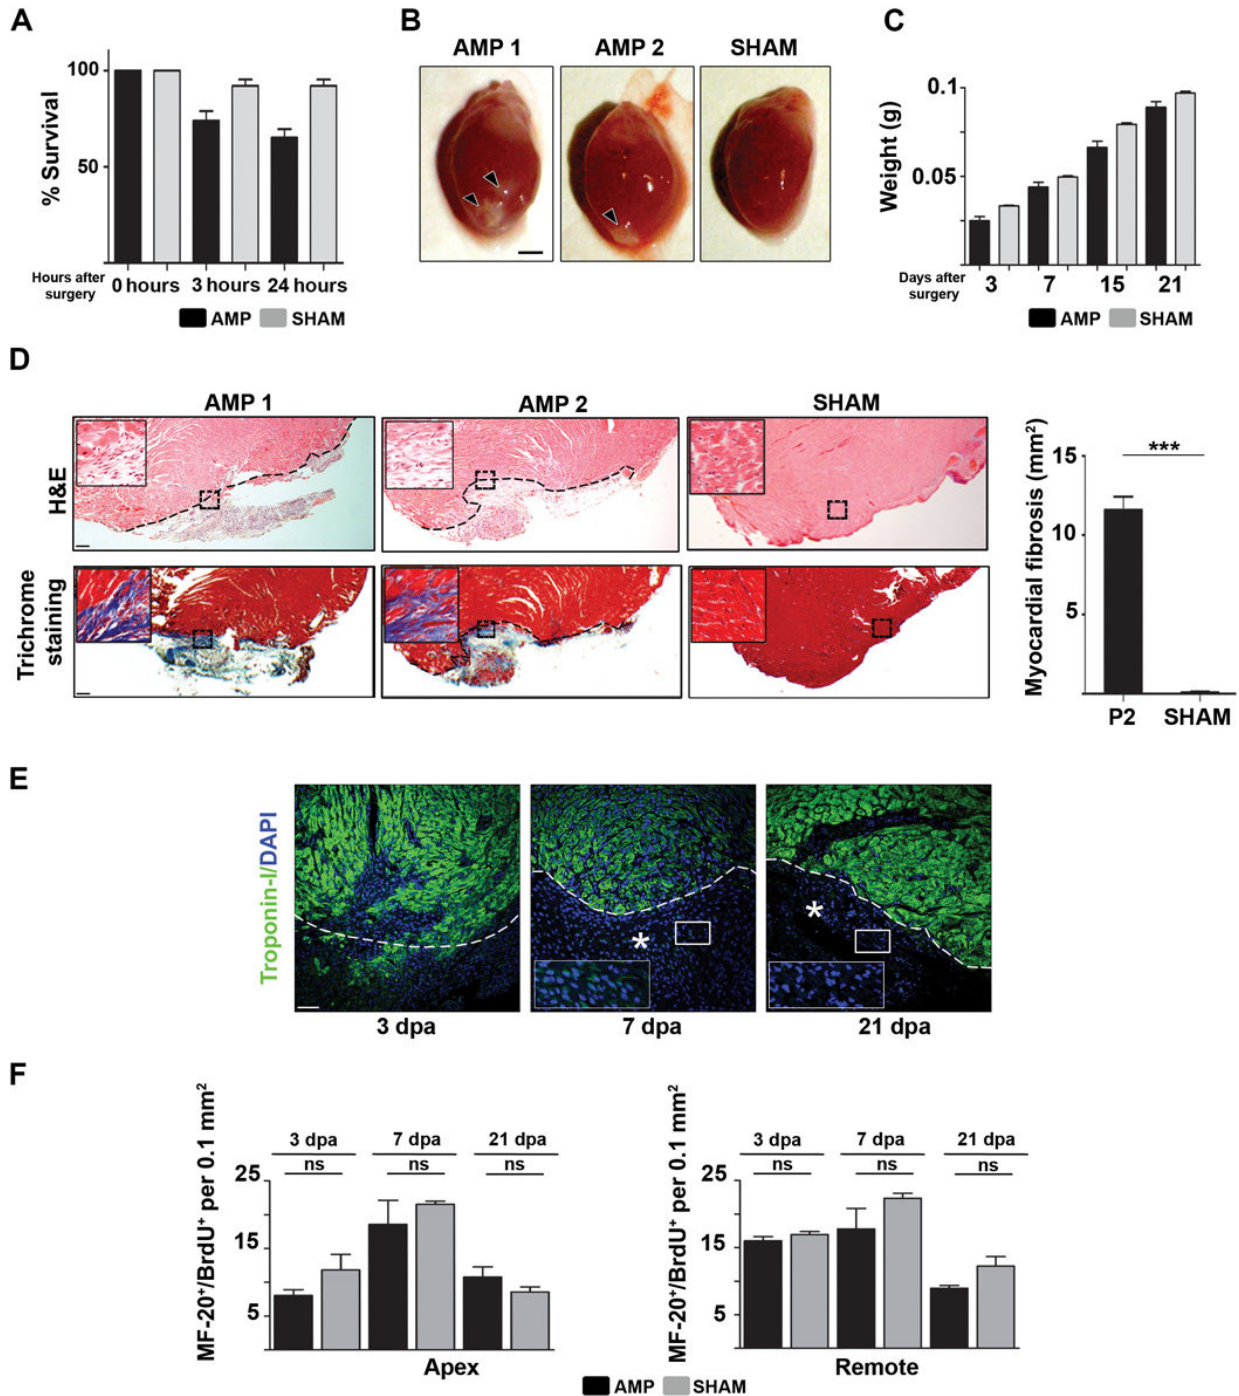 A
% Survival
100
50
Hours after
surgery
0 hours 3 hours 24 hours
AMP SHAM
B
AMP 1 AMP 2 SHAM
C
Weight (g)
0.1
0.05
Days after
surgery
3 7 15 21
AMP SHAM
D
AMP 1 AMP 2 SHAM
H&E
Trichrome
staining
Myocardial fibrosis (mm²)
***
15
10
5
P2 SHAM
E
Troponin-I/DAPI
* *
3 dpa 7 dpa 21 dpa
F
MF-20⁺/BrdU⁺ per 0.1 mm²
3 dpa 7 dpa 21 dpa
ns ns ns
25
15
5
Apex
MF-20⁺/BrdU⁺ per 0.1 mm²
3 dpa 7 dpa 21 dpa
ns ns ns
25
15
5
Remote
AMP SHAM